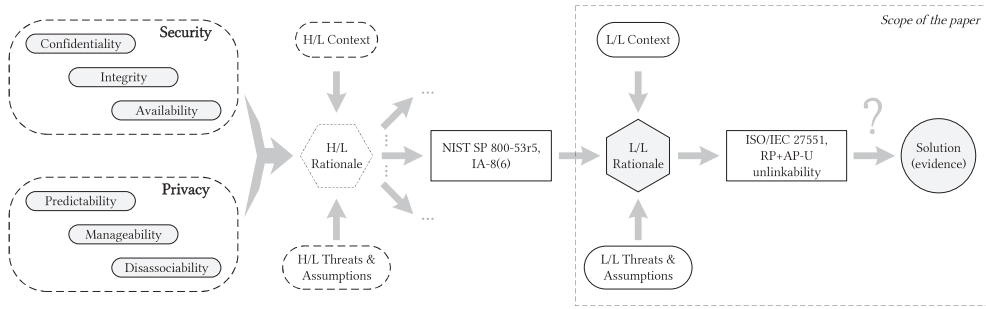 Security
Confidentiality
Integrity
Availability
Privacy
Predictability
Manageability
Disassociability
H/L Context
H/L
Rationale
H/L Threats &
Assumptions
...
...
...
...
NIST SP 800-53r5,
IA-8(6)
Scope of the paper
L/L Context
L/L
Rationale
L/L Threats &
Assumptions
ISO/IEC 27551,
RP+AP-U
unlinkability
?
Solution
(evidence)